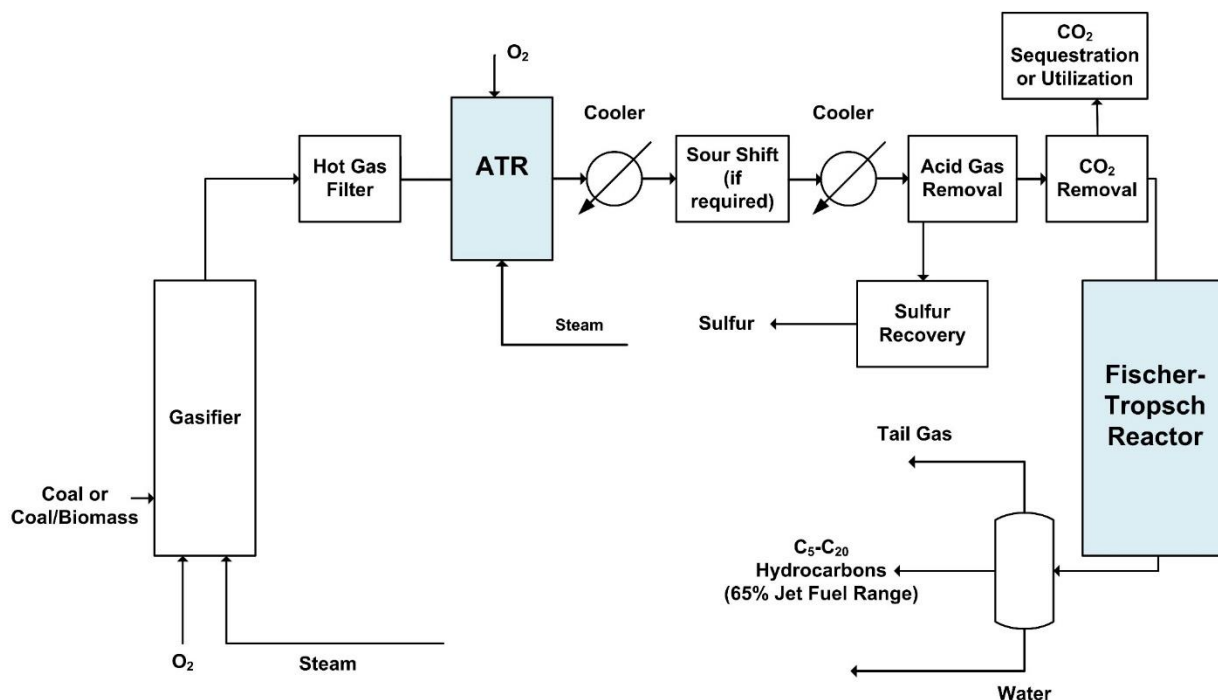 CO₂
Sequestration
or Utilization
O₂
Cooler
Cooler
Hot Gas
Filter
ATR
Sour Shift
(if
required)
Acid Gas
Removal
CO₂
Removal
Gasifier
Steam
Sulfur
Sulfur
Recovery
Fischer-
Tropsch
Reactor
Tail Gas
Coal or
Coal/Biomass
C₅-C₂₀
Hydrocarbons
(65% Jet Fuel Range)
O₂
Steam
Water